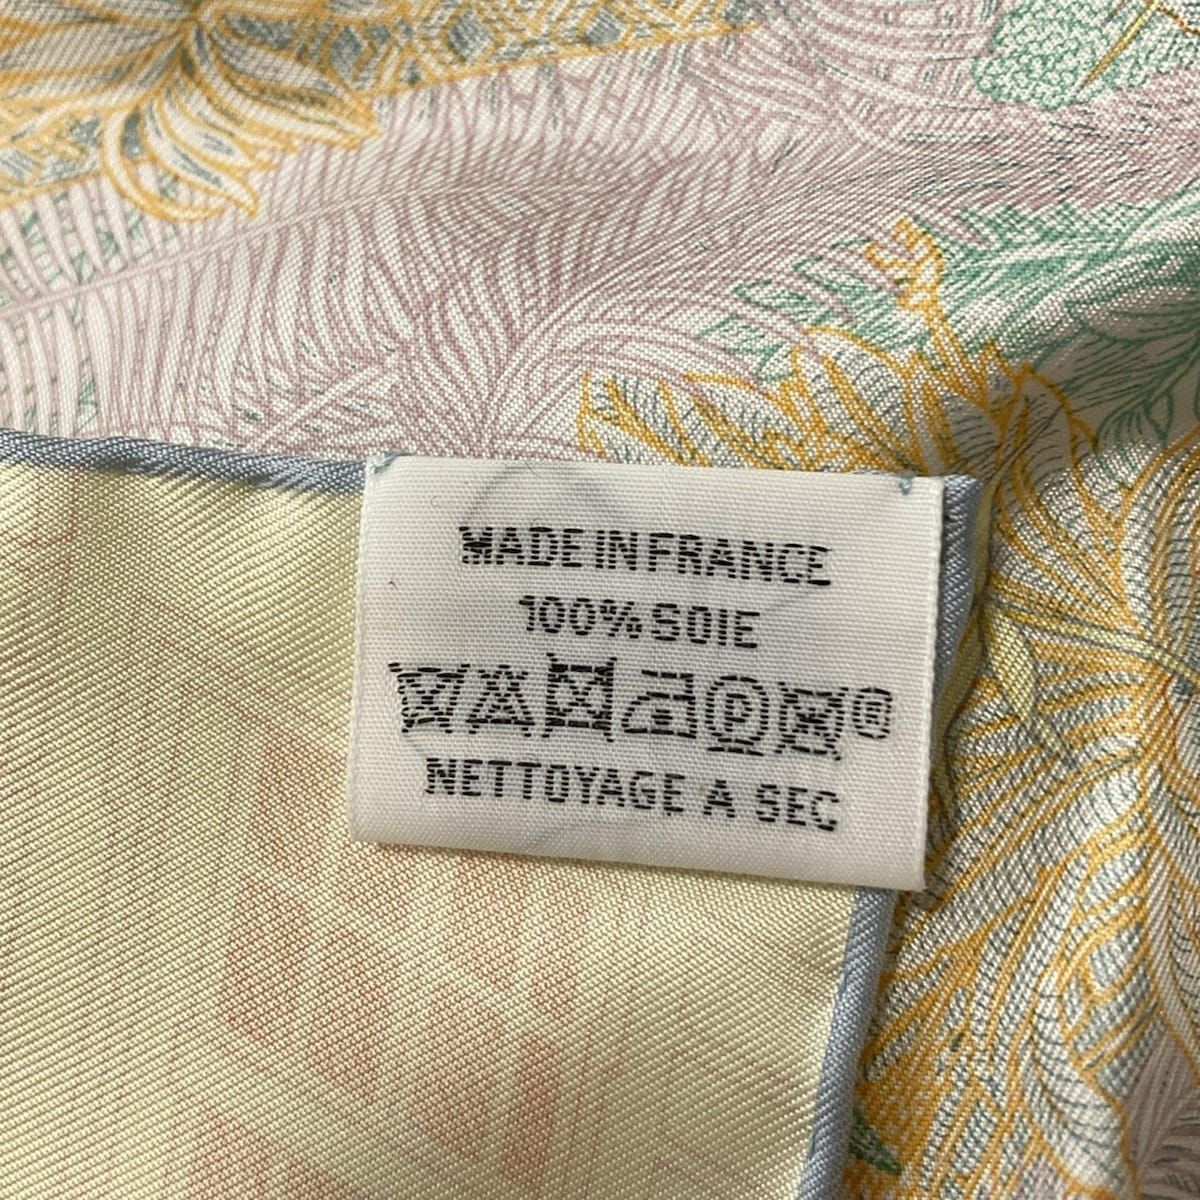 MADE IN FRANCE
100% SOIE
P ®
NETTOYAGE A SEC